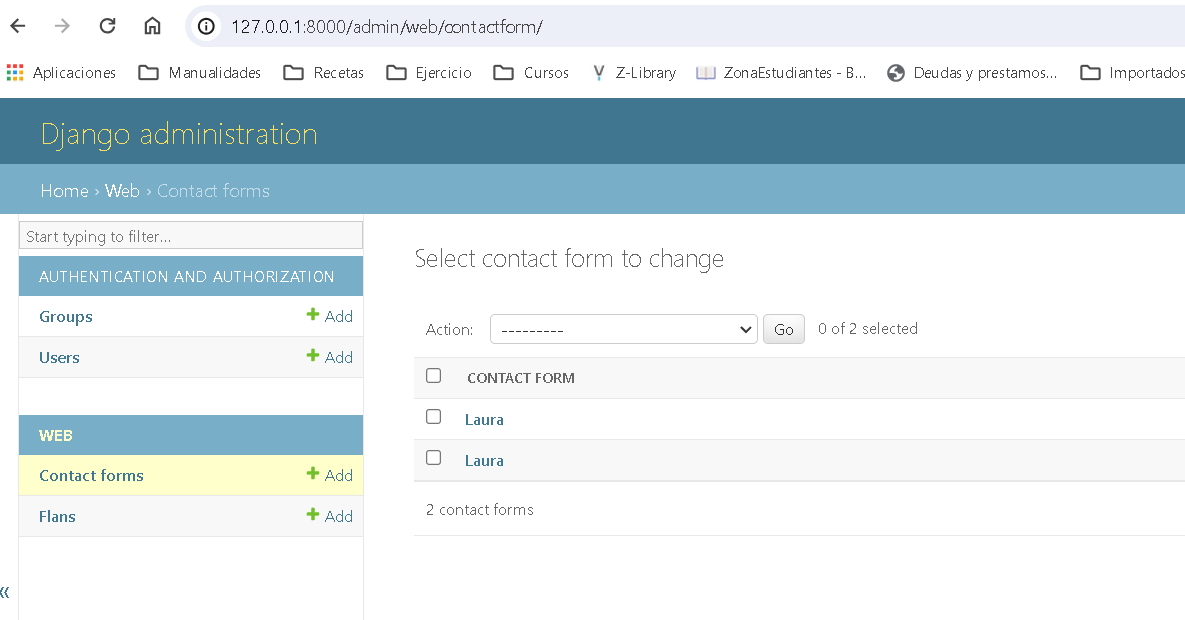 127.0.0.1:8000/admin/web/contactform/
Aplicaciones Manualidades Recetas Ejercicio Cursos Z-Library ZonaEstudiantes - B... Deudas y prestamos... Importados
Django administration
Home › Web › Contact forms
Start typing to filter...
AUTHENTICATION AND AUTHORIZATION
Groups + Add
Users + Add
WEB
Contact forms + Add
Flans + Add
«
Select contact form to change
Action: --------- Go 0 of 2 selected
CONTACT FORM
Laura
Laura
2 contact forms